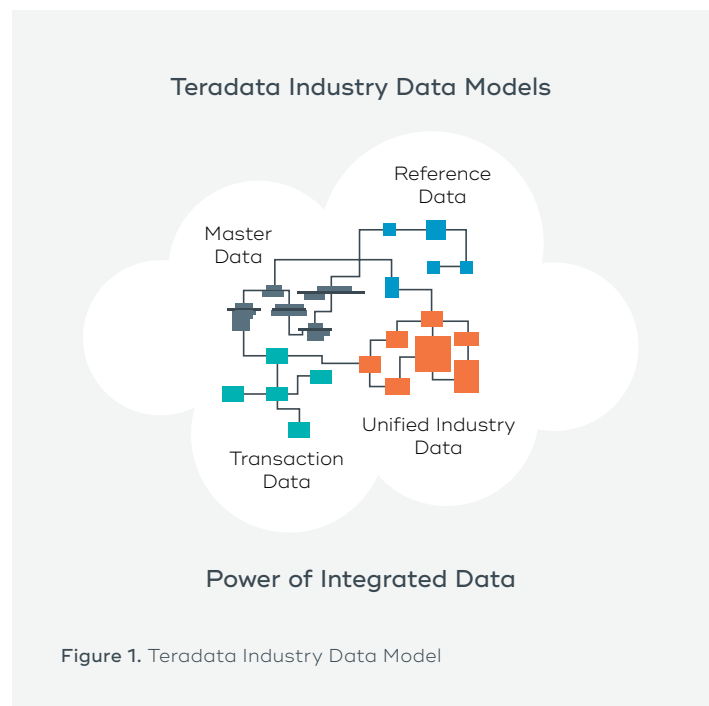 Teradata Industry Data Models
Reference
Data
Master
Data
Unified Industry
Data
Transaction
Data
Power of Integrated Data
Figure 1. Teradata Industry Data Model